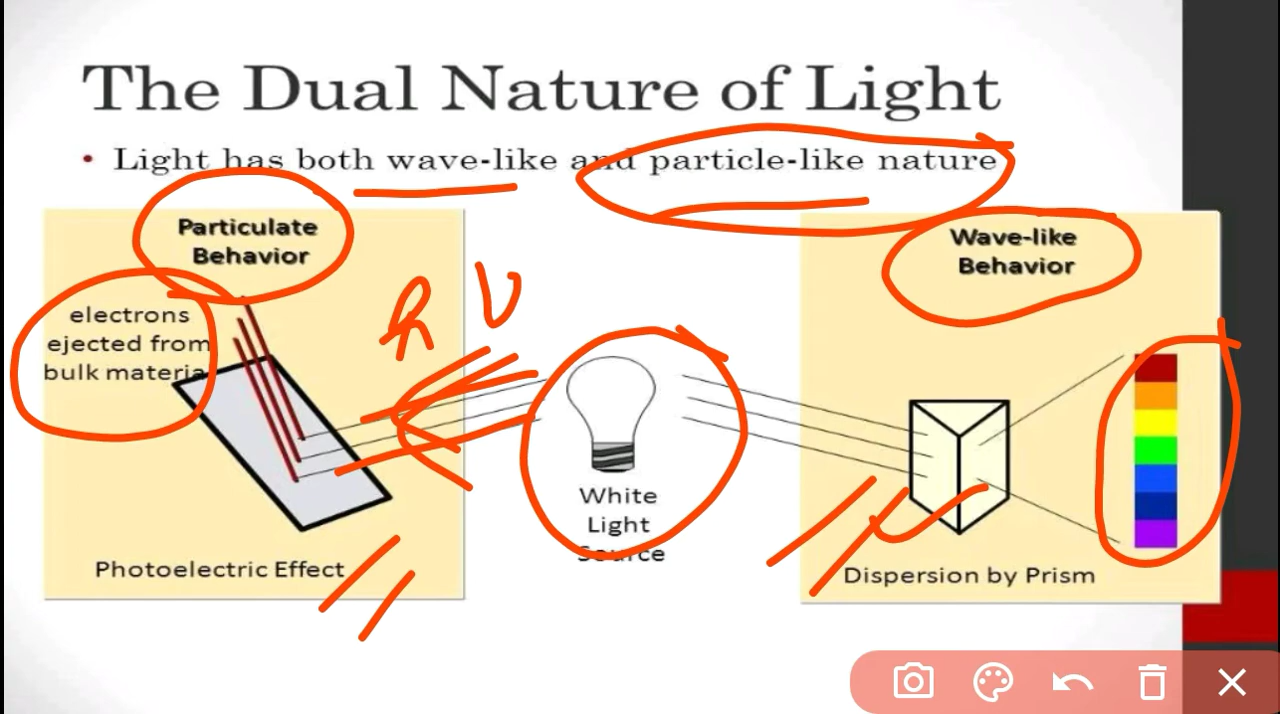 The Dual Nature of Light
• Light has both wave-like and particle-like nature
Particulate
Behavior
electrons
ejected from
bulk materia
Photoelectric Effect
R
White
Light
Source
Wave-like
Behavior
Dispersion by Prism